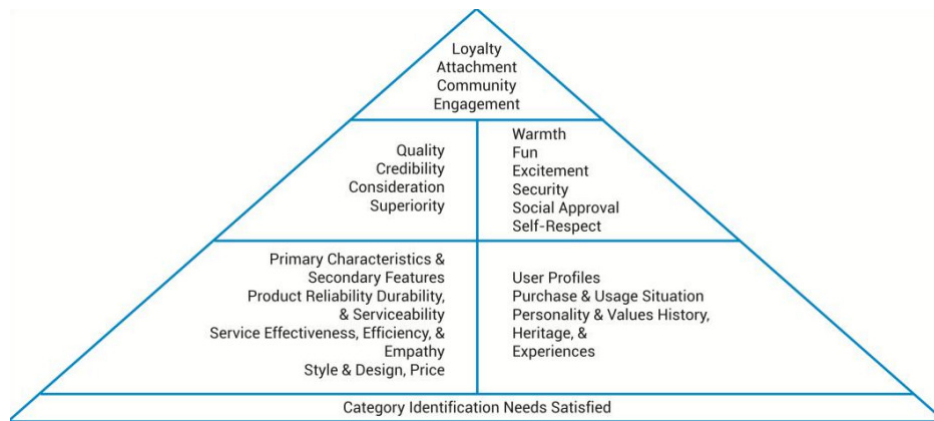 Loyalty
Attachment
Community
Engagement
Quality
Credibility
Consideration
Superiority
Warmth
Fun
Excitement
Security
Social Approval
Self-Respect
Primary Characteristics &
Secondary Features
Product Reliability Durability,
& Serviceability
Service Effectiveness, Efficiency, &
Empathy
Style & Design, Price
User Profiles
Purchase & Usage Situation
Personality & Values History,
Heritage, &
Experiences
Category Identification Needs Satisfied